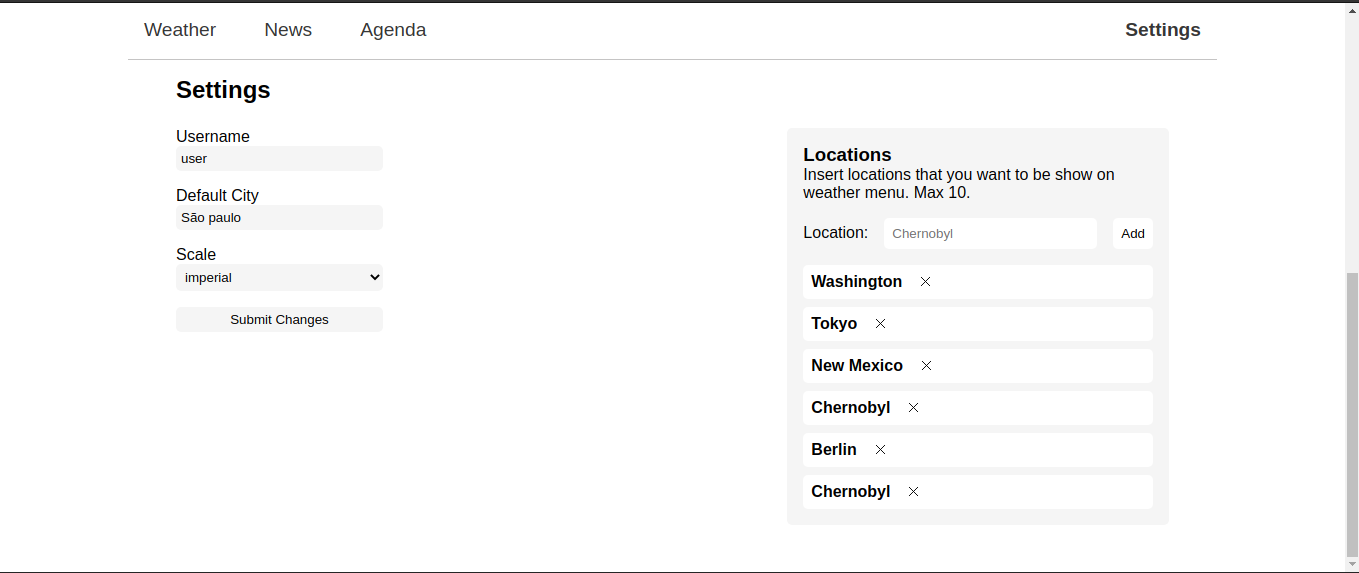 Weather News Agenda Settings
Settings
Username
user
Default City
São paulo
Scale
imperial
Submit Changes
Locations
Insert locations that you want to be show on
weather menu. Max 10.
Location: Chernobyl Add
Washington
Tokyo
New Mexico
Chernobyl
Berlin
Chernobyl